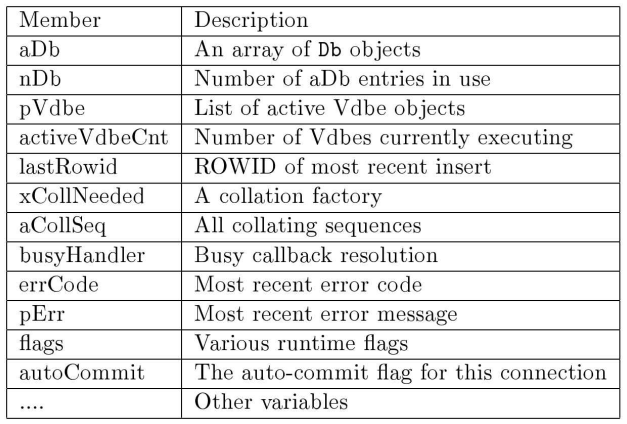 Member Description
aDb An array of Db objects
nDb Number of aDb entries in use
pVdbe List of active Vdbe objects
activeVdbeCnt Number of Vdbes currently executing
lastRowid ROWID of most recent insert
xCollNeeded A collation factory
aCollSeq All collating sequences
busyHandler Busy callback resolution
errCode Most recent error code
pErr Most recent error message
flags Various runtime flags
autoCommit The auto-commit flag for this connection
.... Other variables